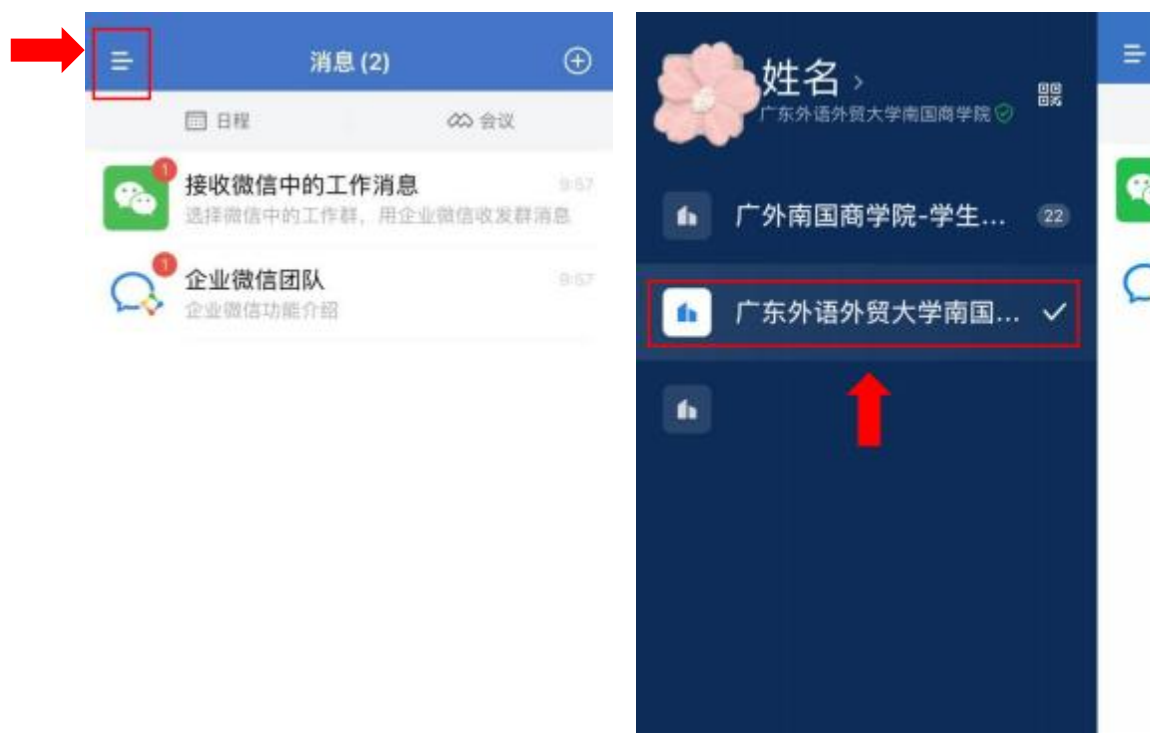 消息 (2)
日程
会议
1
接收微信中的工作消息
9:57
选择微信中的工作群，用企业微信收发群消息
1
企业微信团队
9:57
企业微信功能介绍
姓名 >
广东外语外贸大学南国商学院
广外南国商学院-学生...
22
广东外语外贸大学南国...